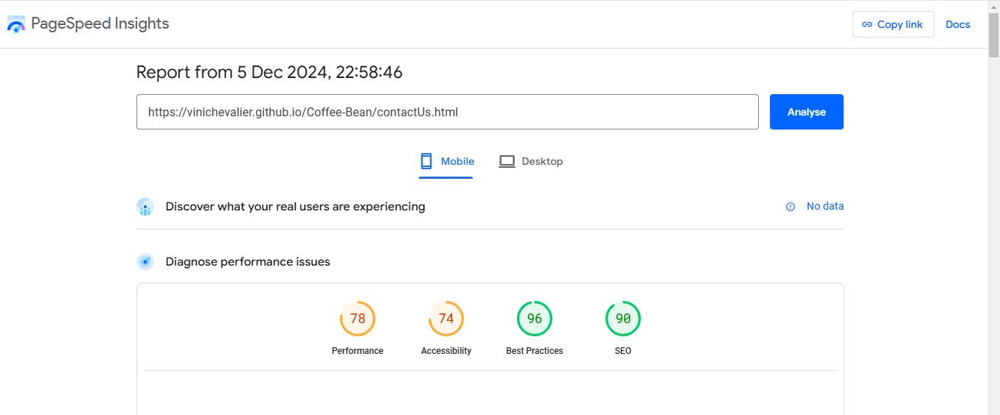 PageSpeed Insights
Copy link
Docs
Report from 5 Dec 2024, 22:58:46
https://vinichevalier.github.io/Coffee-Bean/contactUs.html
Analyse
Mobile
Desktop
Discover what your real users are experiencing
No data
Diagnose performance issues
78
74
96
90
Performance
Accessibility
Best Practices
SEO